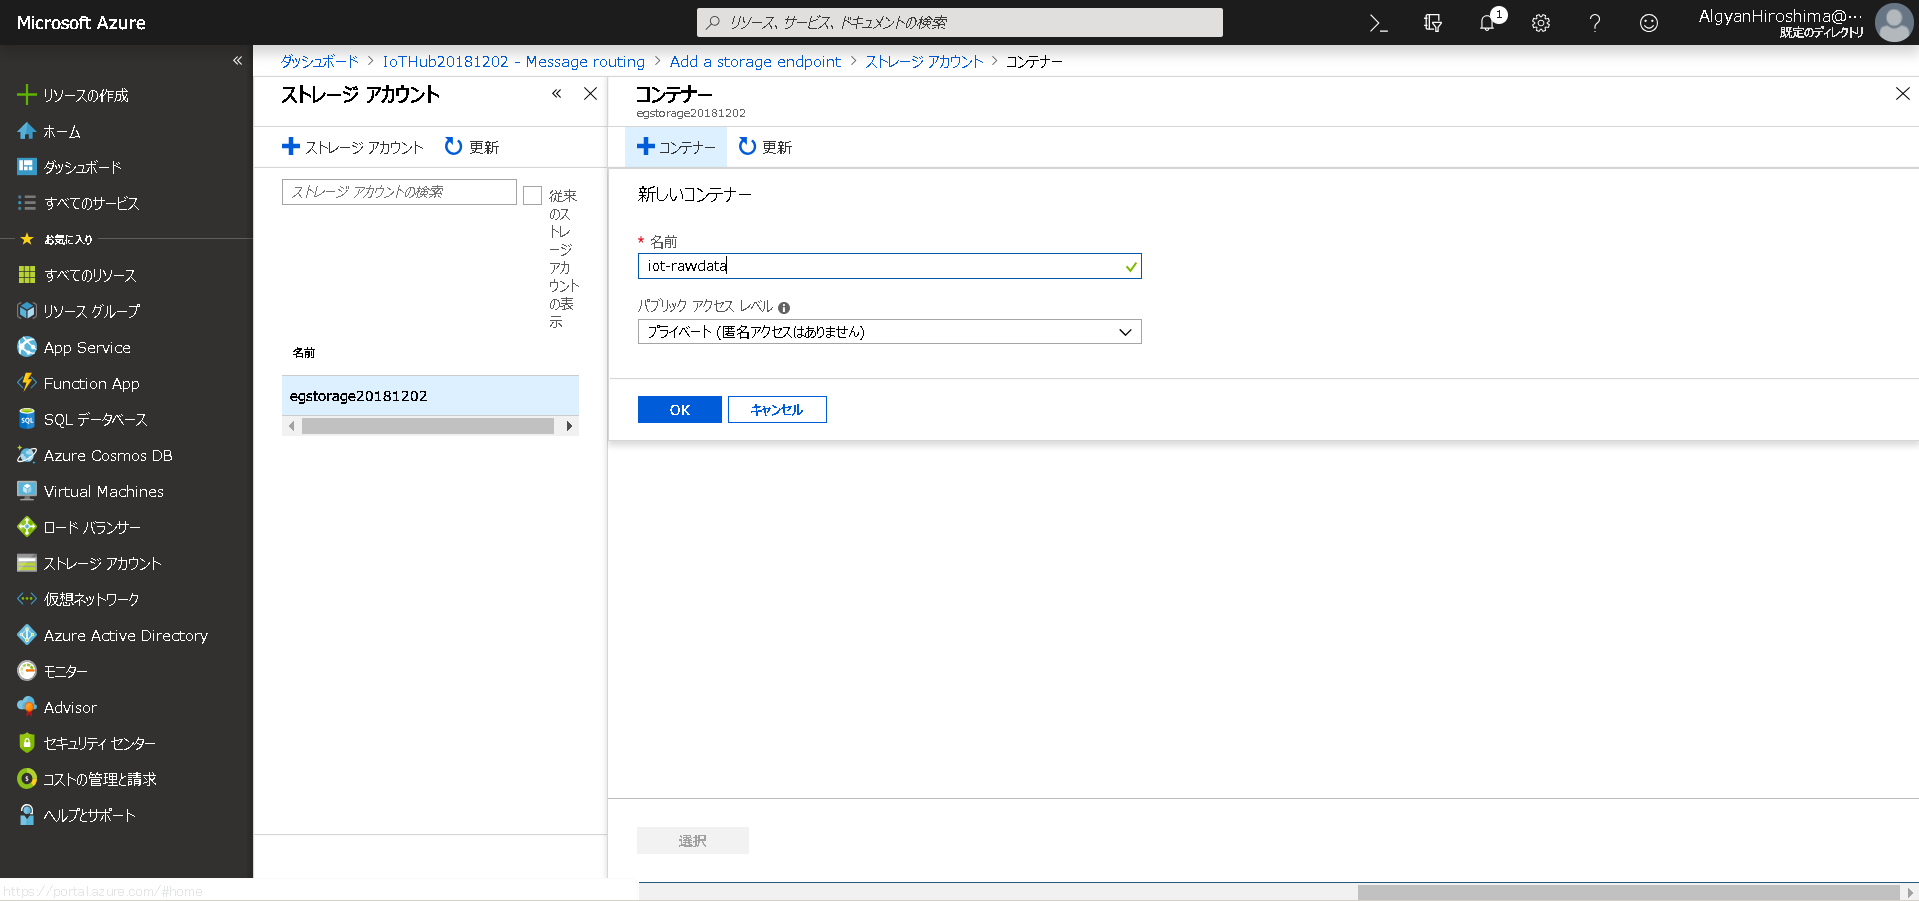 Microsoft Azure
リソース、サービス、ドキュメントの検索
1
AlgyanHiroshima@···
既定のディレクトリ
ダッシュボード > IoTHub20181202 - Message routing > Add a storage endpoint > ストレージ アカウント > コンテナー
リソースの作成
ホーム
ダッシュボード
すべてのサービス
お気に入り
すべてのリソース
リソース グループ
App Service
Function App
SQL データベース
Azure Cosmos DB
Virtual Machines
ロード バランサー
ストレージ アカウント
仮想ネットワーク
Azure Active Directory
モニター
Advisor
セキュリティ センター
コストの管理と請求
ヘルプとサポート
https://portal.azure.com/#home
ストレージ アカウント
ストレージ アカウント 更新
ストレージ アカウントの検索
従来
のス
トレ
ージ
アカ
ウント
の表
示
名前
egstorage20181202
コンテナー
egstorage20181202
コンテナー 更新
新しいコンテナー
* 名前
iot-rawdata
パブリック アクセス レベル
プライベート (匿名アクセスはありません)
OK キャンセル
選択